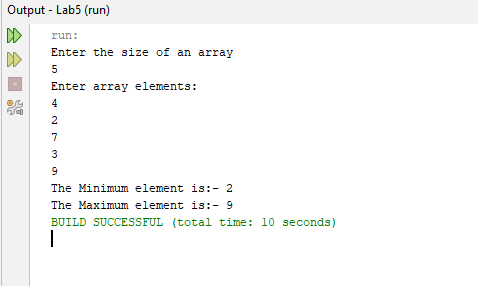 Output - Lab5 (run)
run:
Enter the size of an array
5
Enter array elements:
4
2
7
3
9
The Minimum element is:- 2
The Maximum element is:- 9
BUILD SUCCESSFUL (total time: 10 seconds)